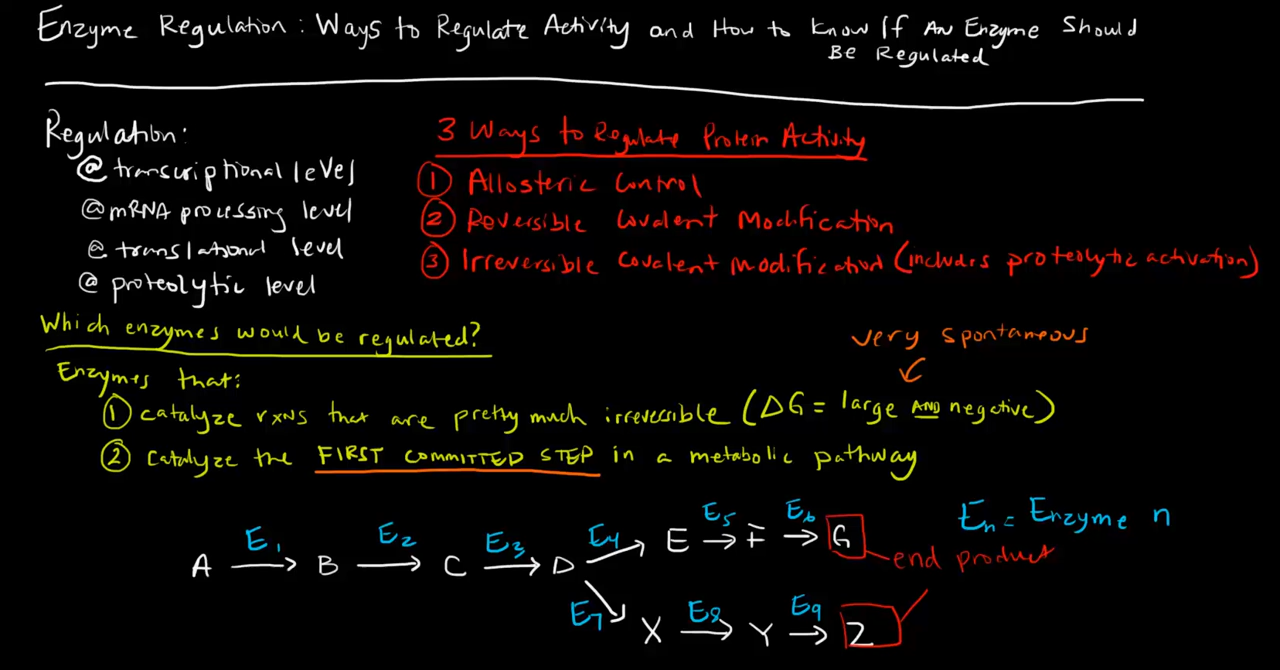 Enzyme Regulation: Ways to Regulate Activity and How to Know If An Enzyme Should
Be Regulated
Regulation:
@ transcriptional level
@ mRNA processing level
@ translational level
@ proteolytic level
3 Ways to Regulate Protein Activity
① Allosteric Control
② Reversible Covalent Modification
③ Irreversible Covalent Modification (includes proteolytic activation)
Which enzymes would be regulated?
Enzymes that:
very spontaneous
① catalyze rxns that are pretty much irreversible (ΔG = large AND negative)
② catalyze the FIRST COMMITTED STEP in a metabolic pathway
A E1 → B E2 → C E3 → D E4 → E E5 → F E6 → G
En = Enzyme n
end product
E7 X E8 → Y E9 → Z